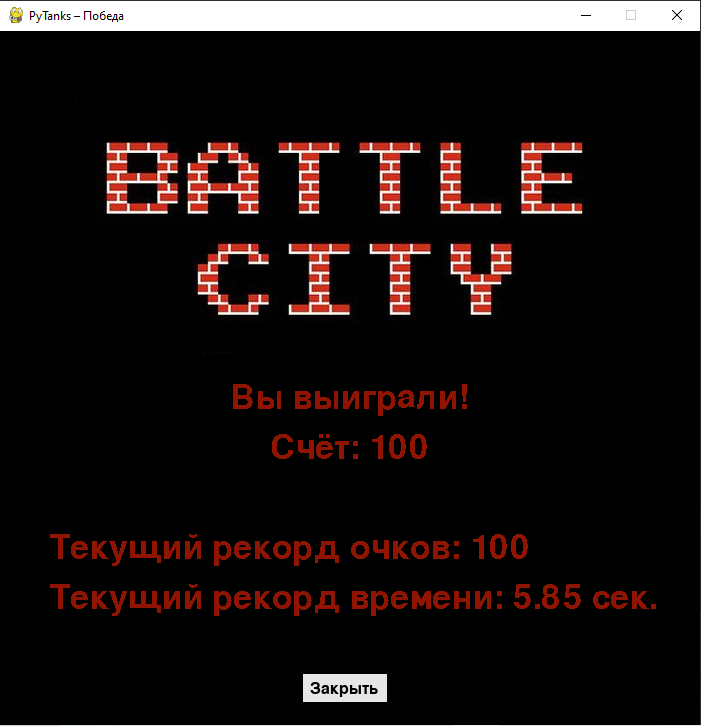 PyTanks – Победа
BATTLE
CITY
Вы выиграли!
Счёт: 100
Текущий рекорд очков: 100
Текущий рекорд времени: 5.85 сек.
Закрыть